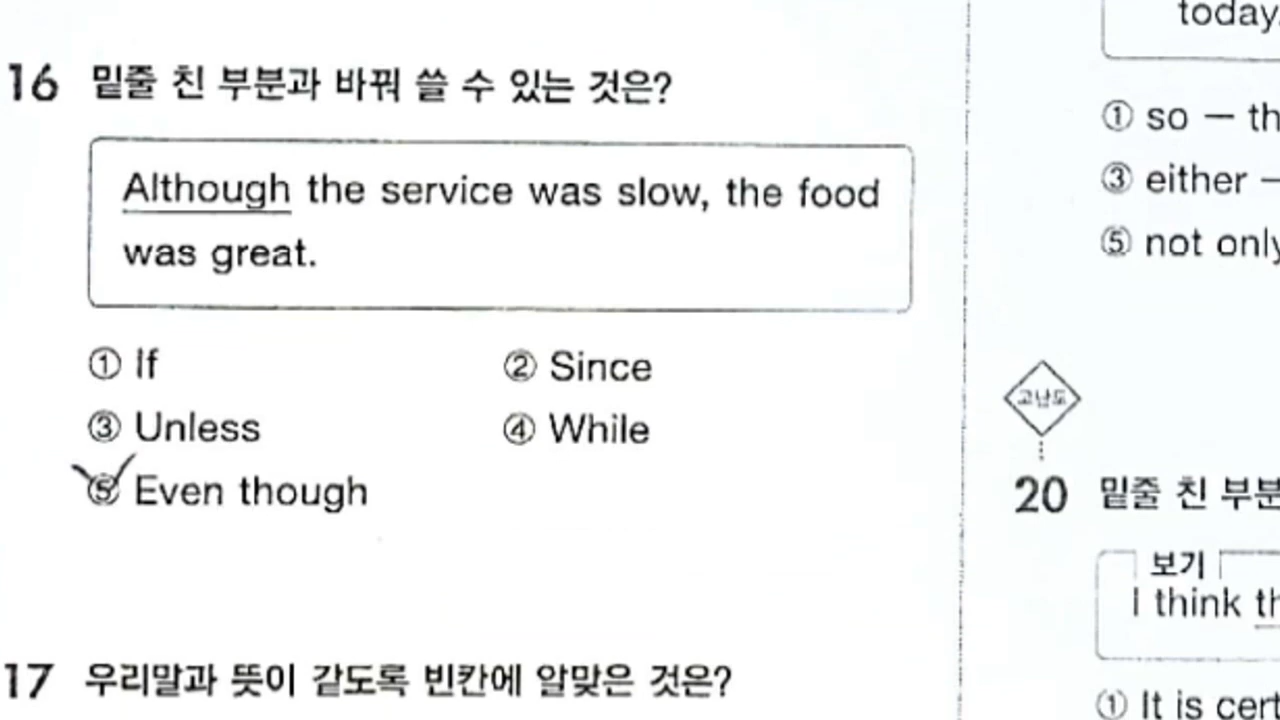 16 밑줄 친 부분과 바꿔 쓸 수 있는 것은?
Although the service was slow, the food
was great.
① If
② Since
③ Unless
④ While
⑤ Even though
17 우리말과 뜻이 같도록 빈칸에 알맞은 것은?
today.
① so — th
③ either —
⑤ not only
고난도
20 밑줄 친 부분
보기
I think th
① It is cert